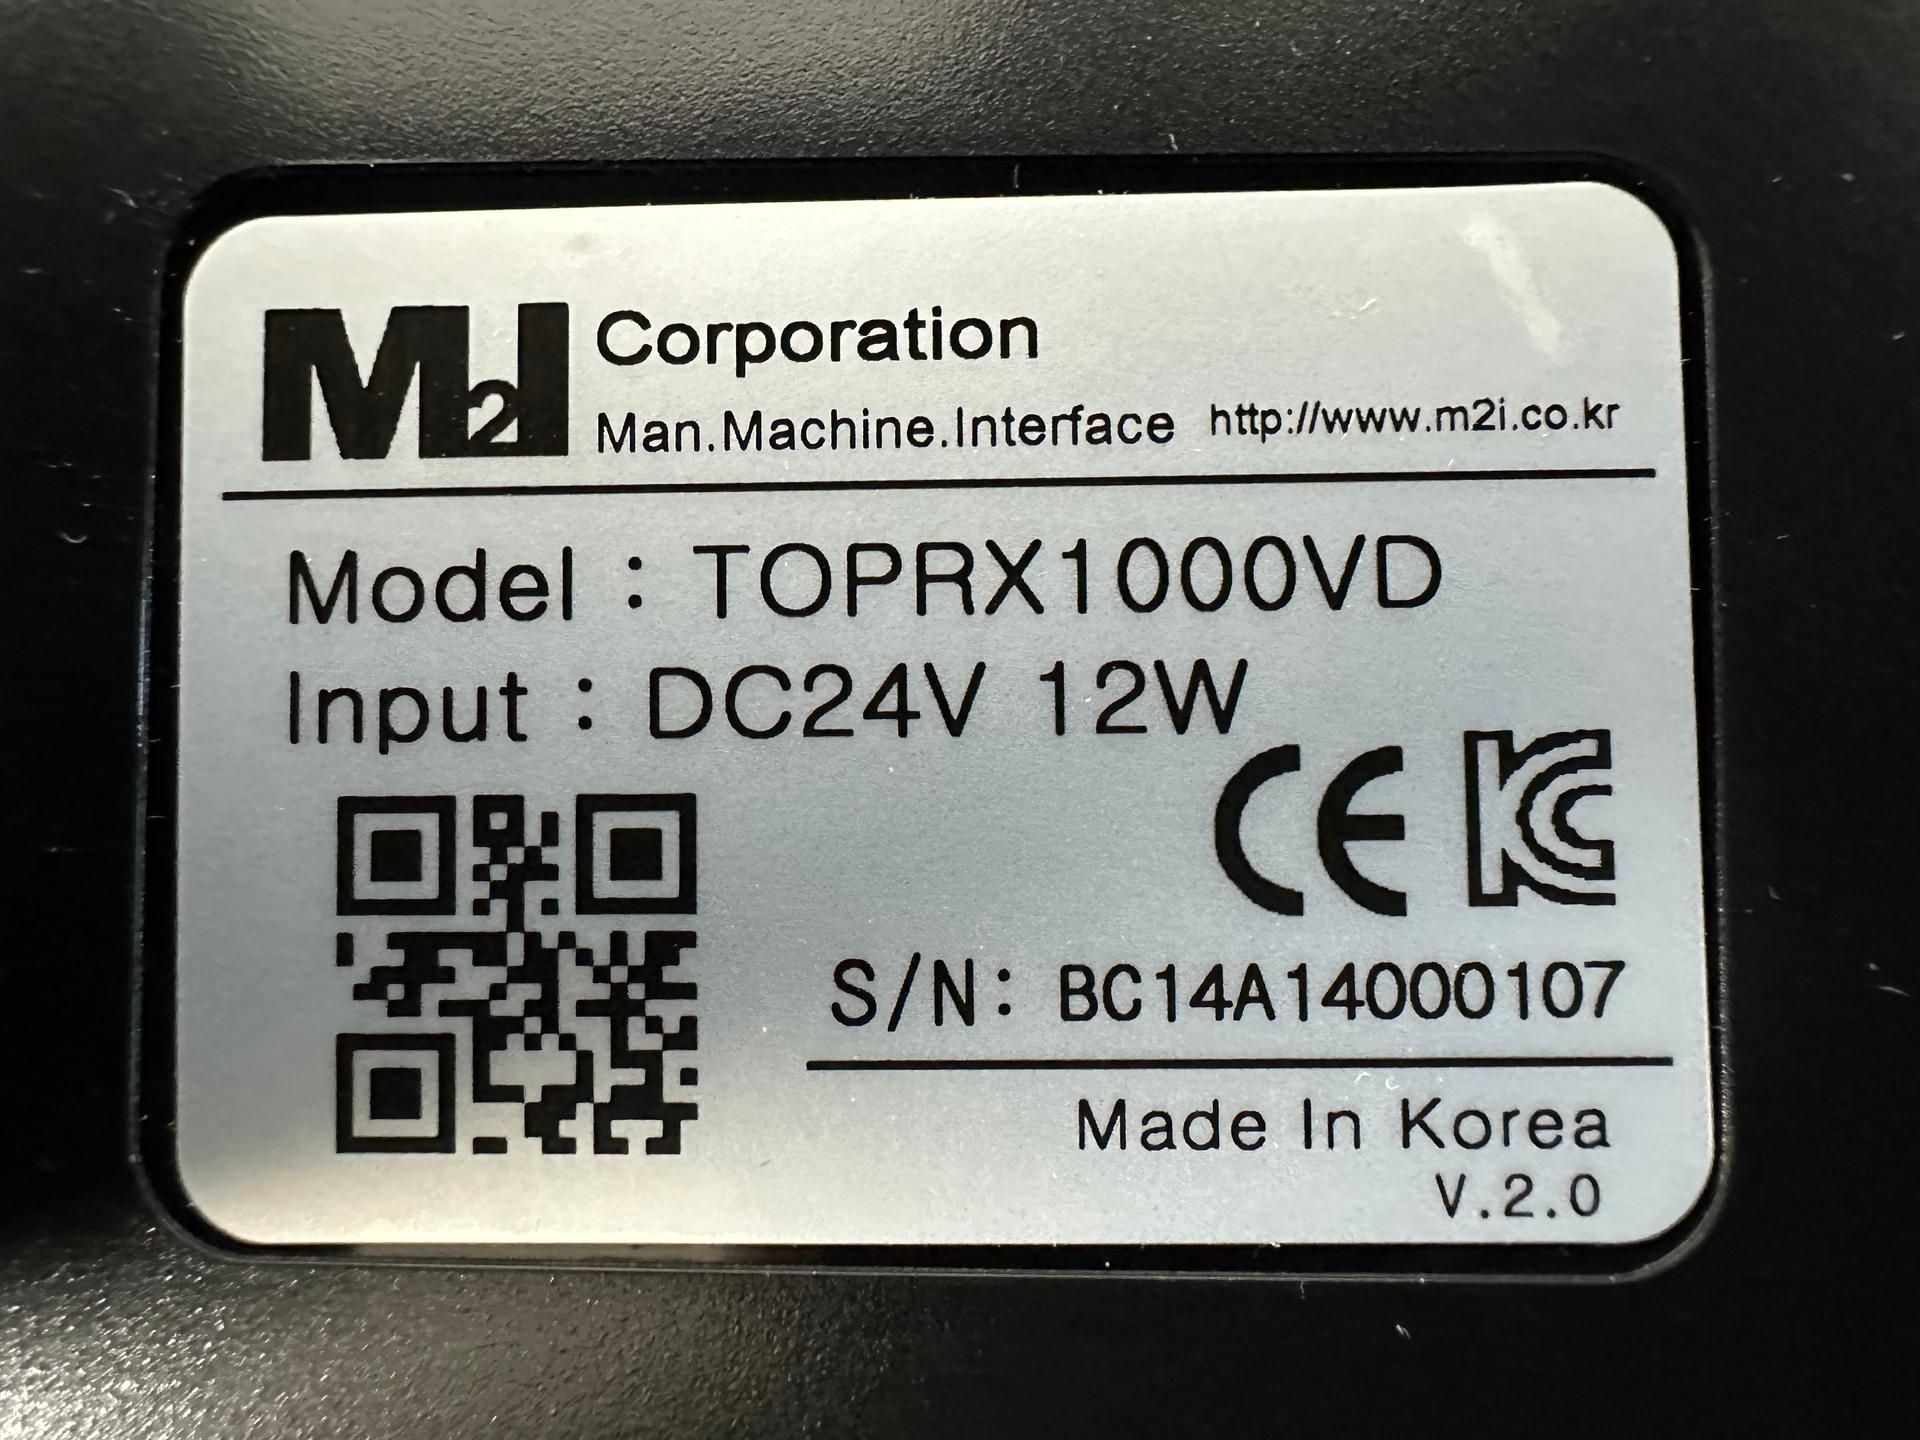 M2I Corporation
Man.Machine.Interface http://www.m2i.co.kr
Model : TOPRX1000VD
Input : DC24V 12W
CE KC
S/N: BC14A14000107
Made In Korea
V.2.0